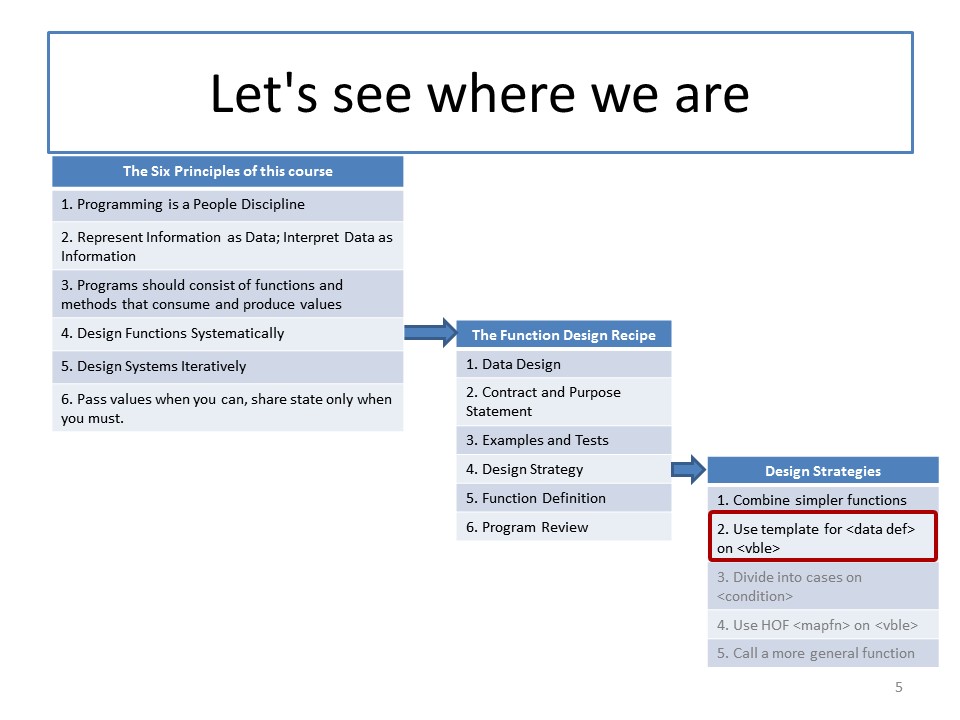 Let's see where we are
The Six Principles of this course
1. Programming is a People Discipline
2. Represent Information as Data; Interpret Data as
Information
3. Programs should consist of functions and
methods that consume and produce values
4. Design Functions Systematically
5. Design Systems Iteratively
6. Pass values when you can, share state only when
you must.
The Function Design Recipe
1. Data Design
2. Contract and Purpose
Statement
3. Examples and Tests
4. Design Strategy
5. Function Definition
6. Program Review
Design Strategies
1. Combine simpler functions
2. Use template for <data def>
on <vble>
3. Divide into cases on
<condition>
4. Use HOF <mapfn> on <vble>
5. Call a more general function
5